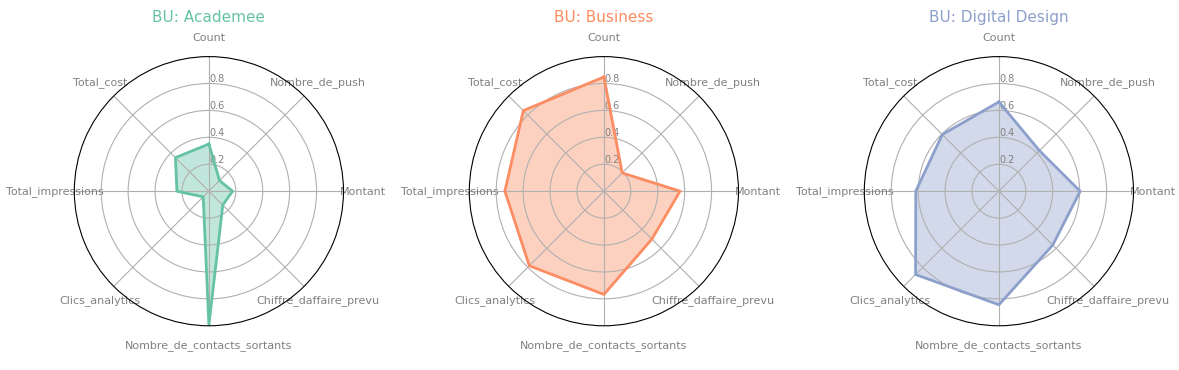 BU: Academee
Count
Total_cost
Nombre_de_push
0.8
0.6
0.4
0.2
Total_impressions
Montant
Clics_analytics
Chiffre_daffaire_prevu
Nombre_de_contacts_sortants
BU: Business
Count
Total_cost
Nombre_de_push
0.8
0.6
0.4
0.2
Total_impressions
Montant
Clics_analytics
Chiffre_daffaire_prevu
Nombre_de_contacts_sortants
BU: Digital Design
Count
Total_cost
Nombre_de_push
0.8
0.6
0.4
0.2
Total_impressions
Montant
Clics_analytics
Chiffre_daffaire_prevu
Nombre_de_contacts_sortants